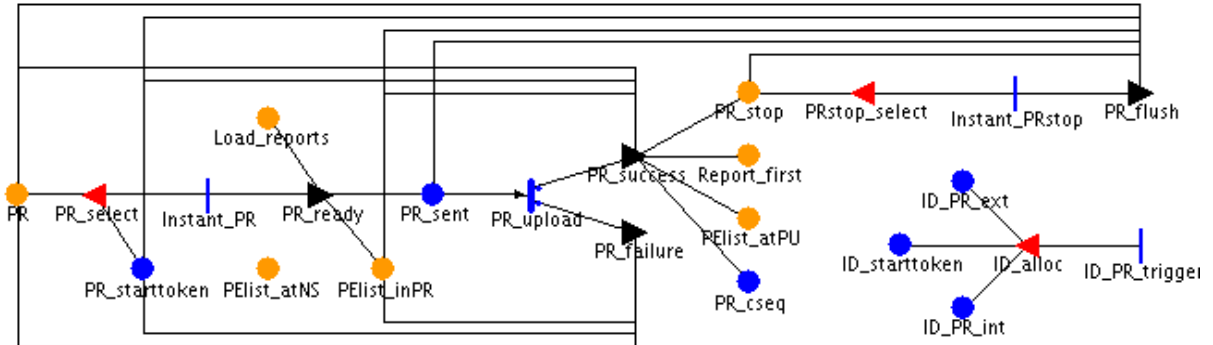 PR_stop
PRstop_select
Instant_PRstop
PR_flush
Load_reports
PR_success
Report_first
PR
PR_select
Instant_PR
PR_ready
PR_sent
PR_upload
ID_PR_ext
PElist_atPU
PR_failure
ID_starttoken
ID_alloc
ID_PR_trigger
PR_starttoken
PElist_atNS
PElist_inPR
PR_cseq
ID_PR_int